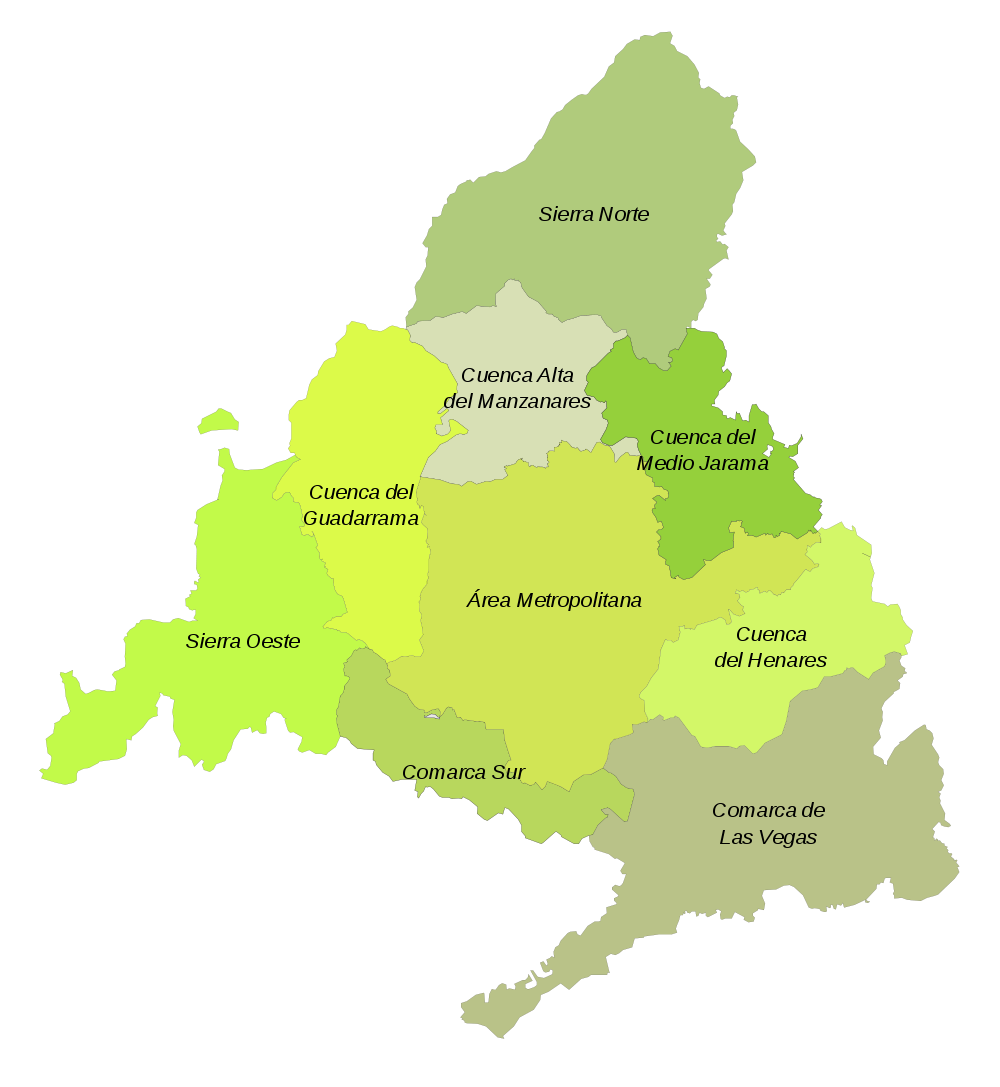 Sierra Norte
Cuenca Alta
del Manzanares
Cuenca del
Medio Jarama
Cuenca del
Guadarrama
Área Metropolitana
Sierra Oeste
Cuenca
del Henares
Comarca Sur
Comarca de
Las Vegas